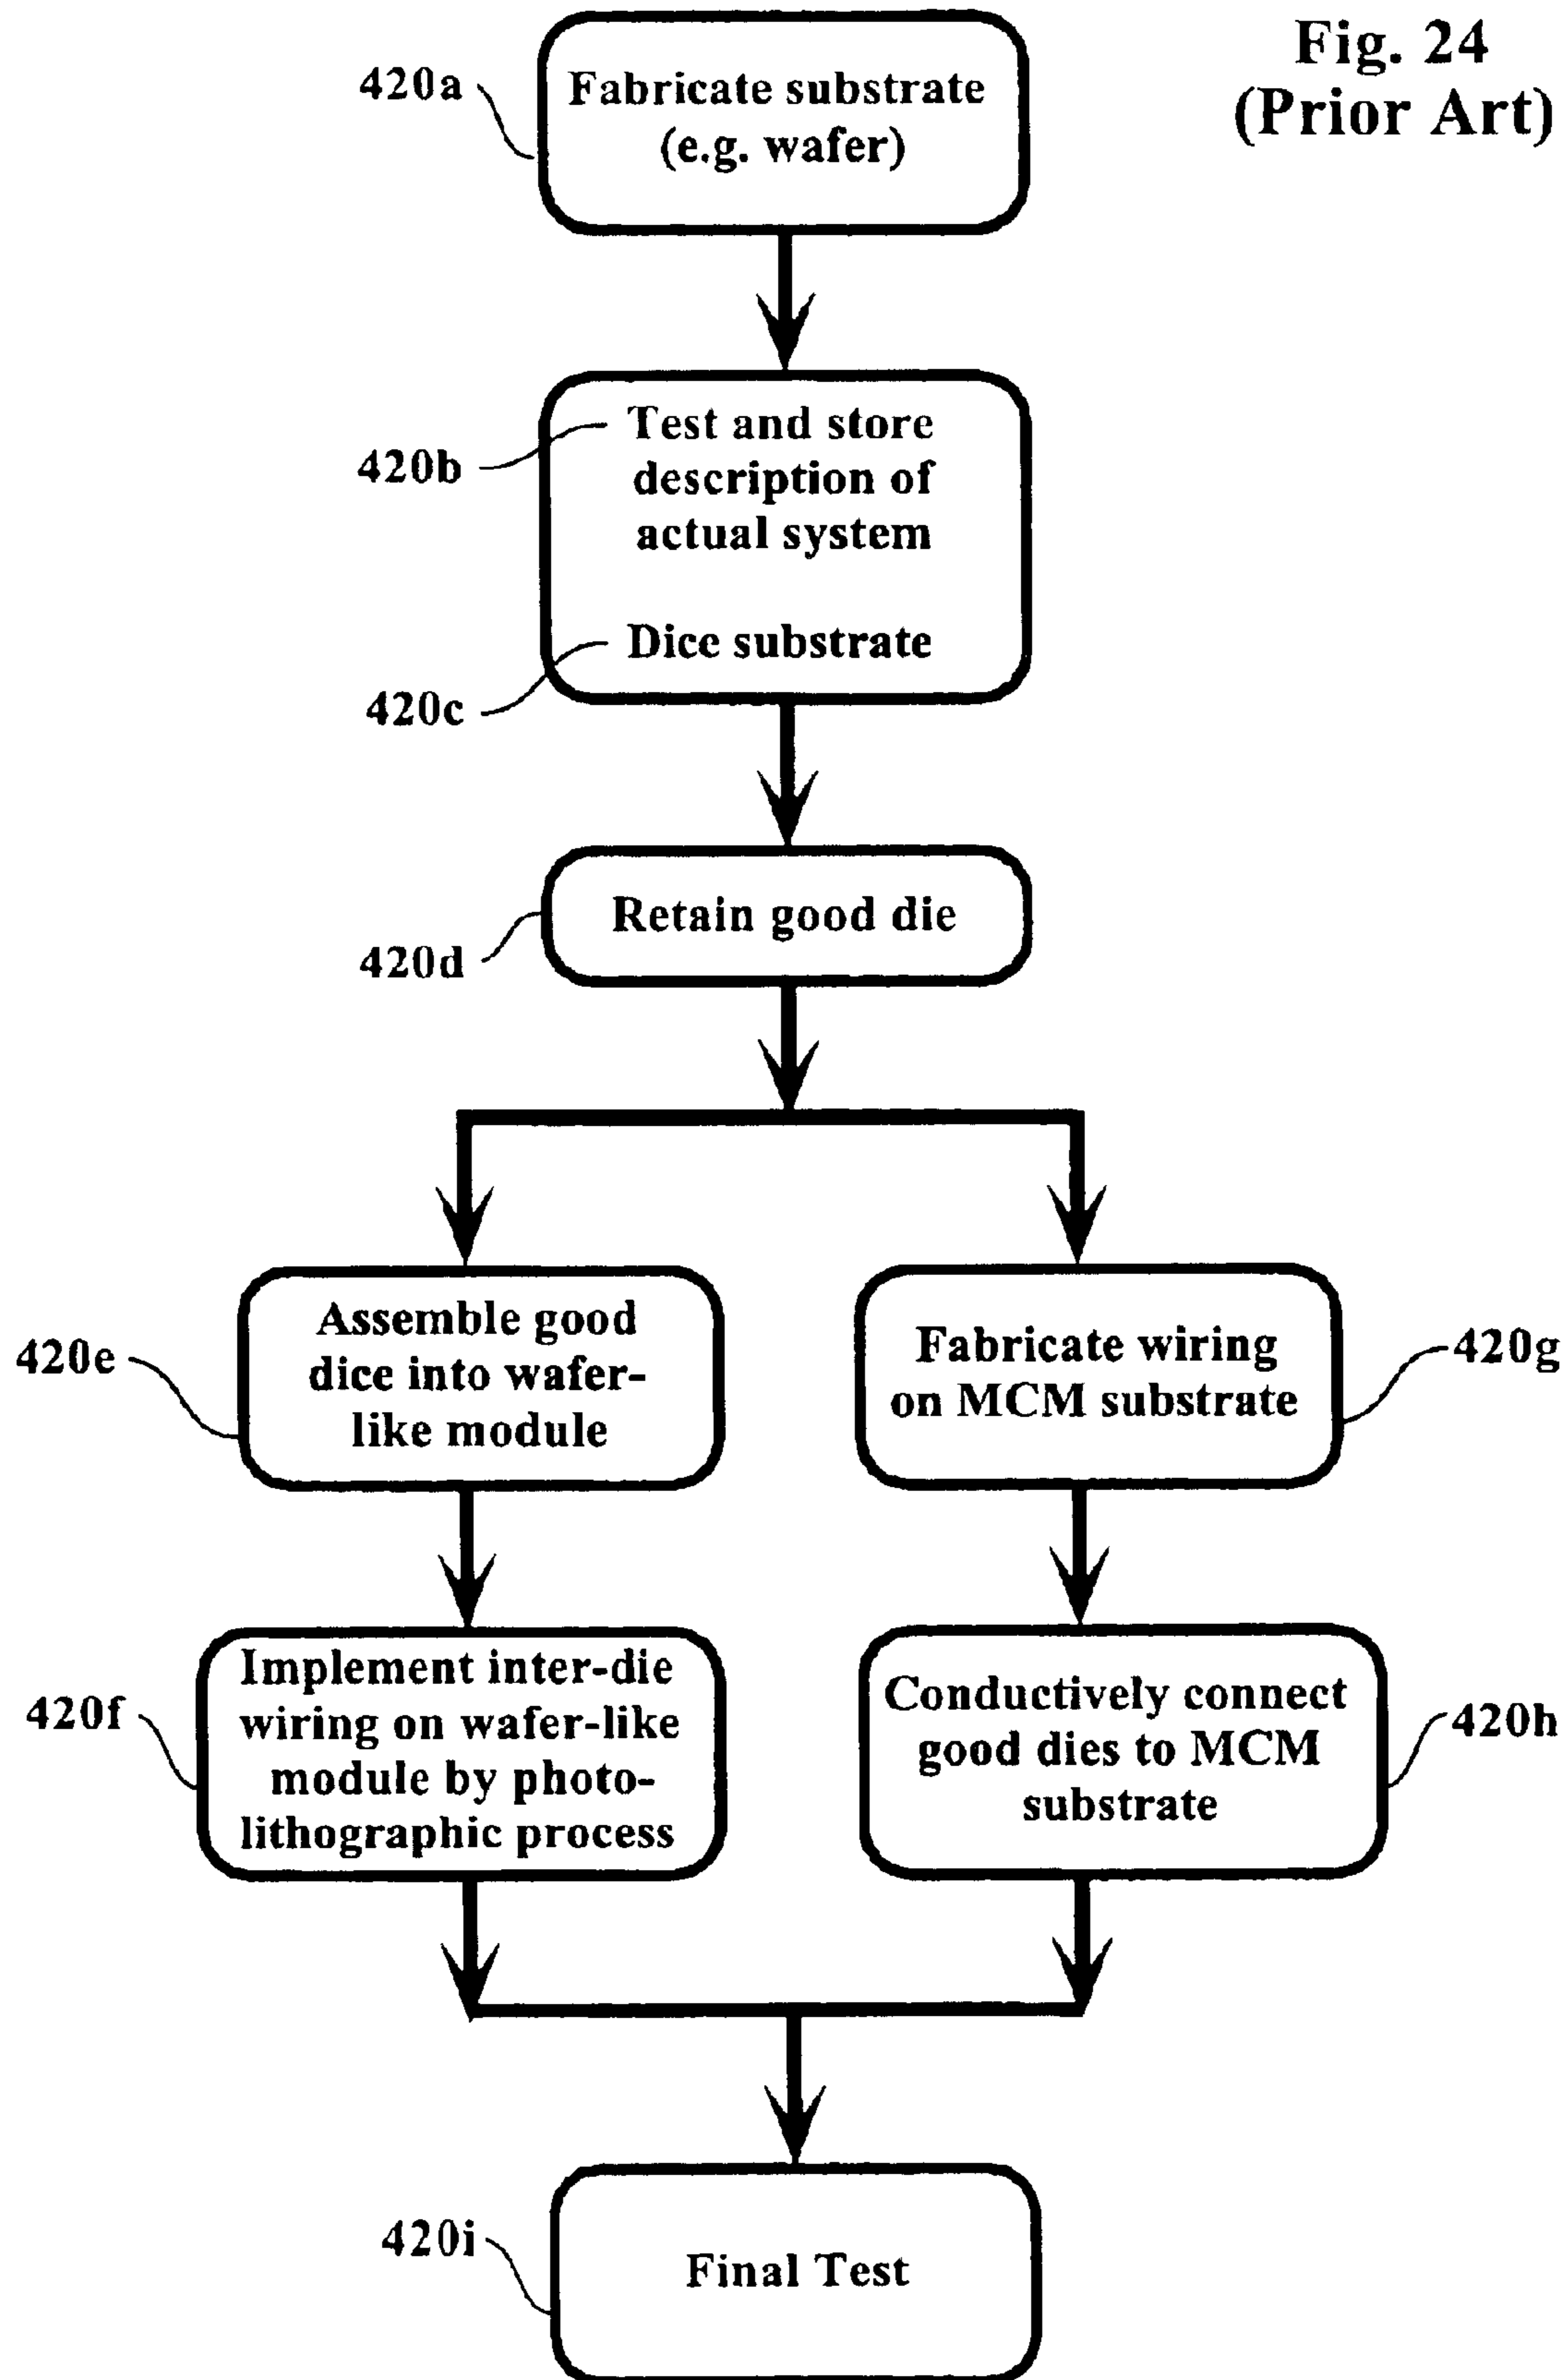 Fig. 24
(Prior Art)
420a
Fabricate substrate
(e.g. wafer)
420b
Test and store
description of
actual system
Dice substrate
420c
Retain good die
420d
Assemble good
dice into wafer-
like module
420e
Fabricate wiring
on MCM substrate
420g
Implement inter-die
wiring on wafer-like
module by photo-
lithographic process
420f
Conductively connect
good dies to MCM
substrate
420h
420i
Final Test